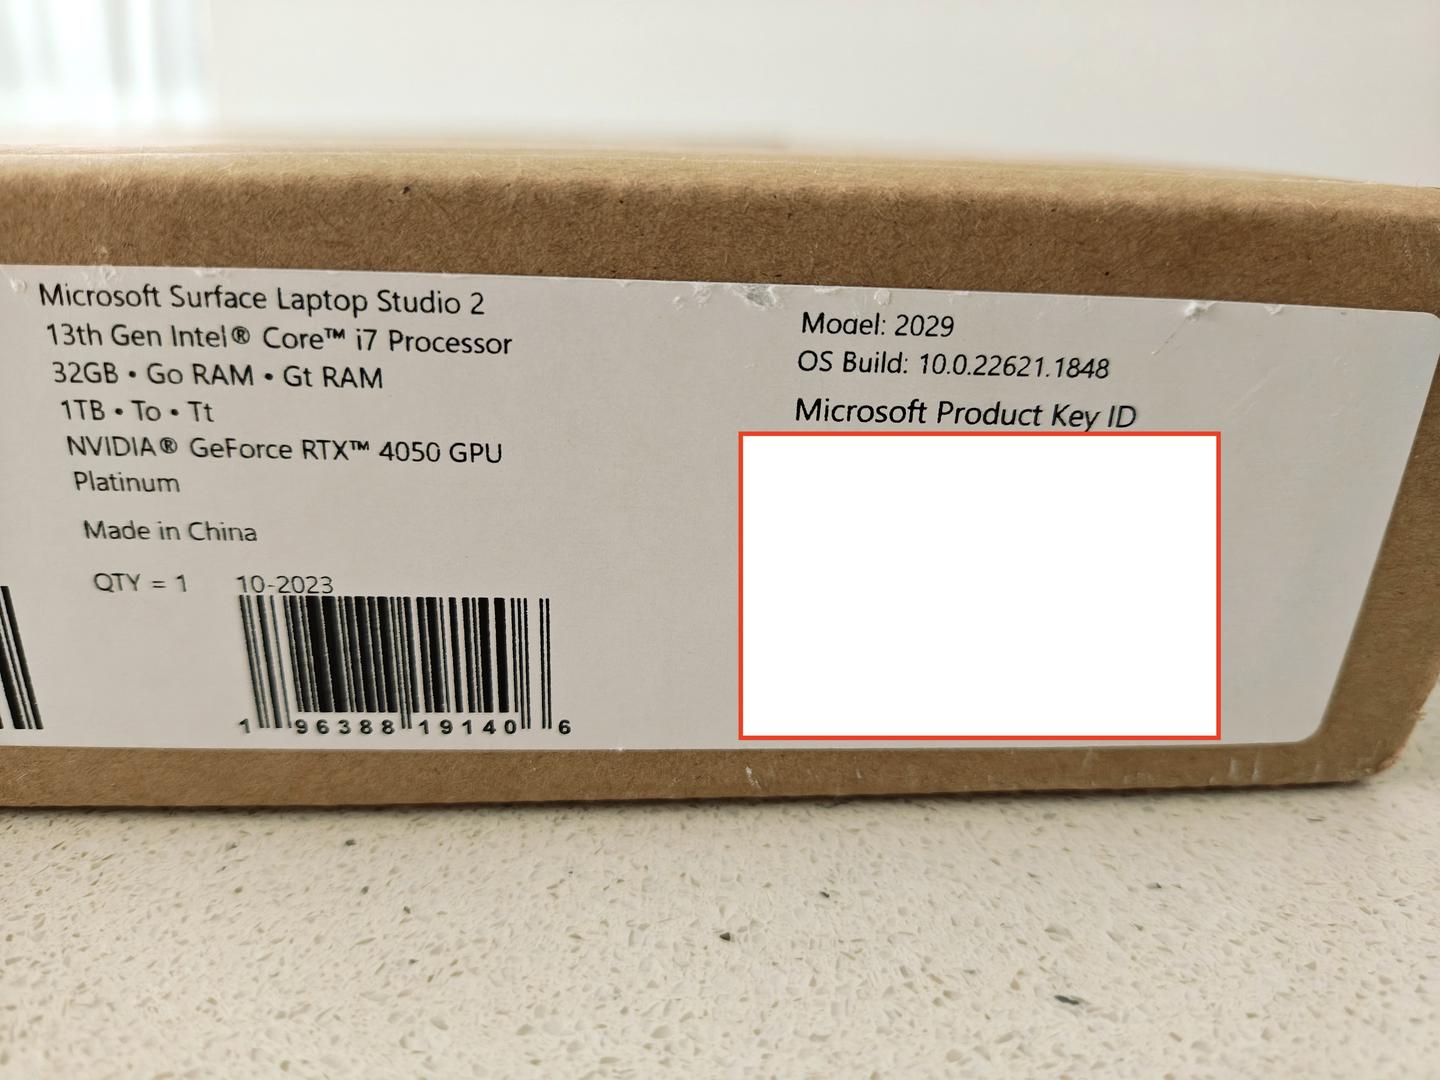 Microsoft Surface Laptop Studio 2
13th Gen Intel® Core™ i7 Processor
32GB • Go RAM • Gt RAM
1TB • To • Tt
NVIDIA® GeForce RTX™ 4050 GPU
Platinum
Made in China
QTY = 1 10-2023
1 96388 19140 6
Model: 2029
OS Build: 10.0.22621.1848
Microsoft Product Key ID